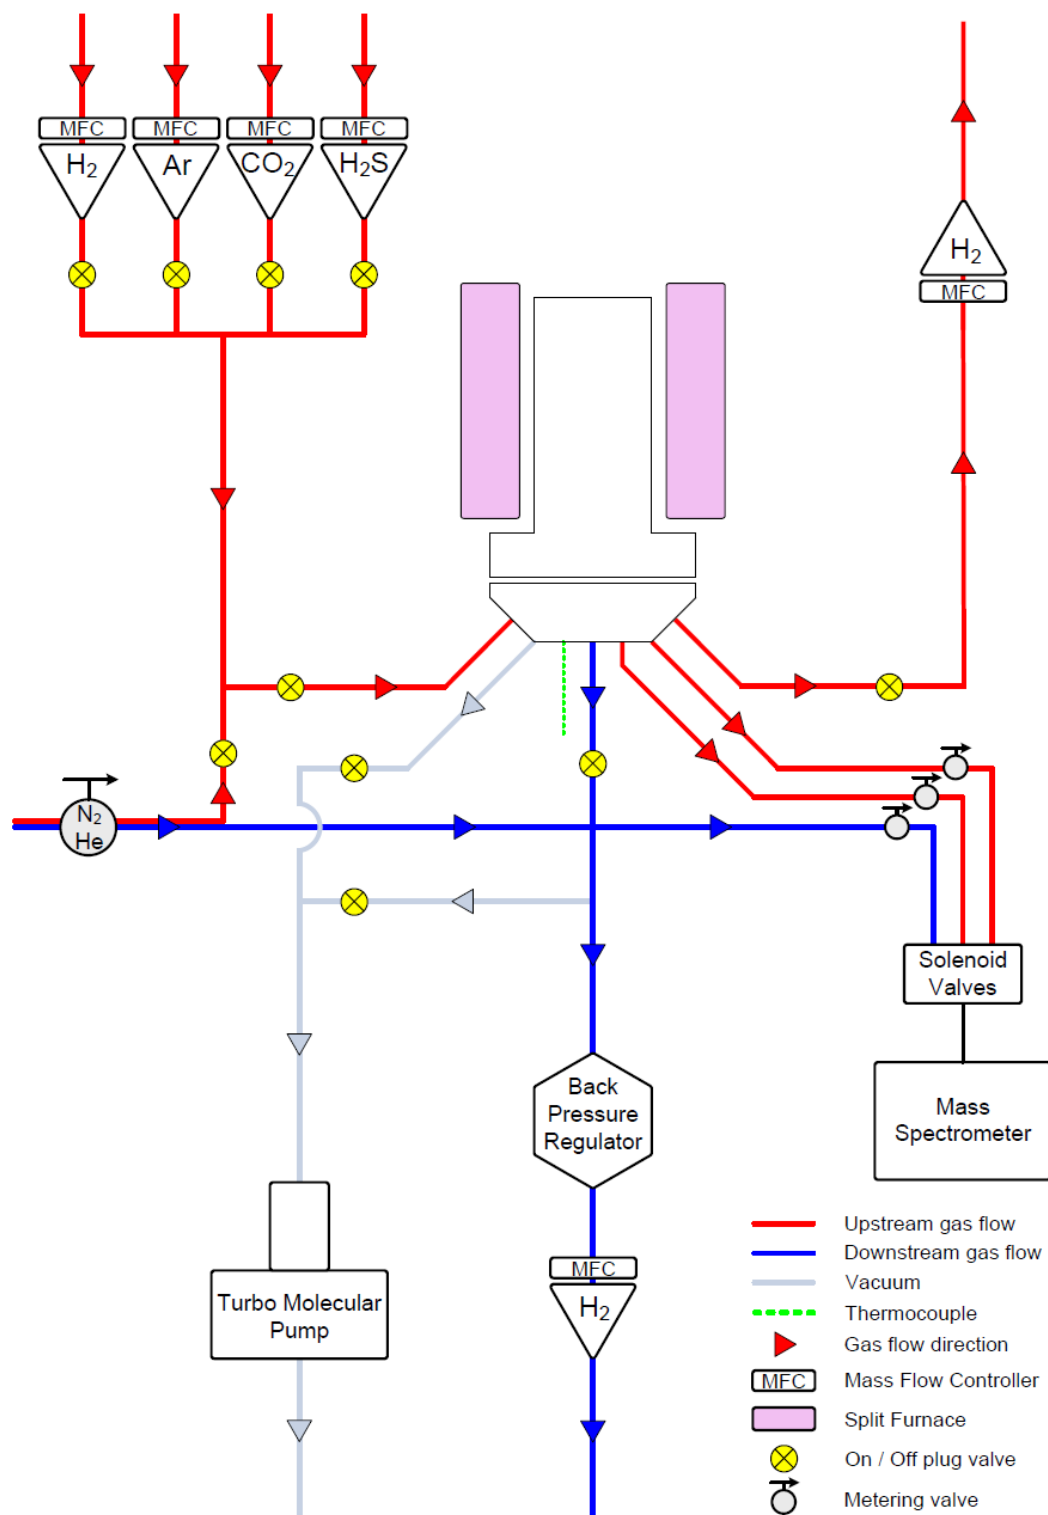 MFC MFC MFC MFC
H₂ Ar CO₂ H₂S
H₂
MFC
N₂
He
Solenoid
Valves
Back
Pressure
Regulator
Mass
Spectrometer
MFC
H₂
Turbo Molecular
Pump
Upstream gas flow
Downstream gas flow
Vacuum
Thermocouple
Gas flow direction
MFC Mass Flow Controller
Split Furnace
On / Off plug valve
Metering valve